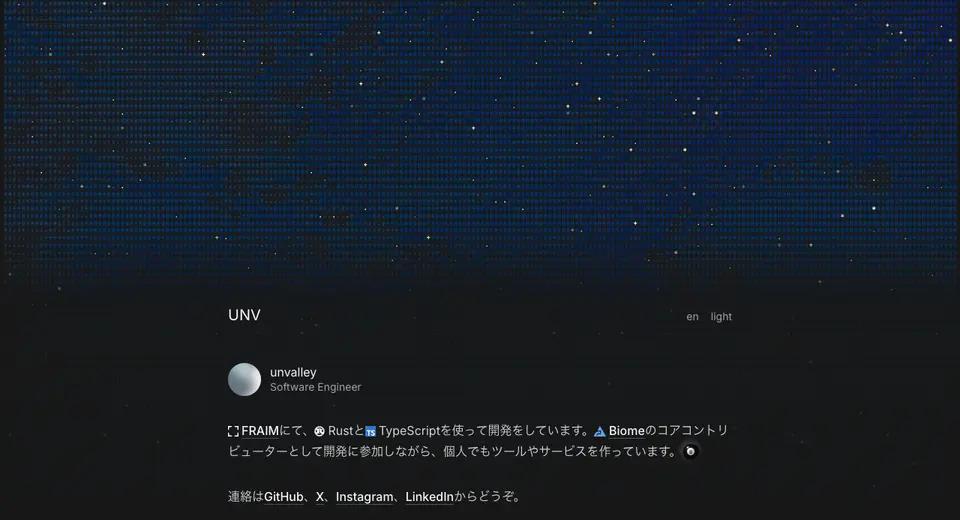 UNV
en light
unvalley
Software Engineer
FRAIMにて、RustとTS TypeScriptを使って開発をしています。Biomeのコアコントリ
ビューターとして開発に参加しながら、個人でもツールやサービスを作っています。
連絡はGitHub、X、Instagram、LinkedInからどうぞ。